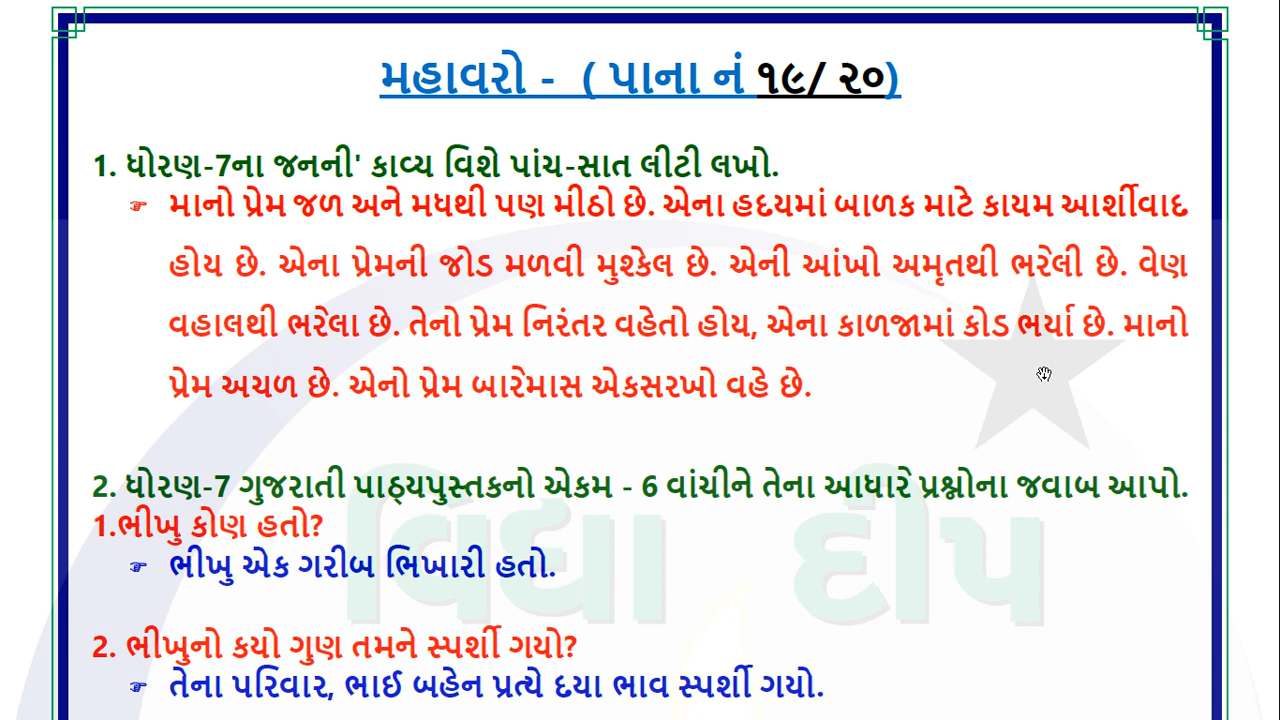 મહાવરો - ( પાના નં ૧૯/ ૨૦)
1. ધોરણ-7ના જનની' કાવ્ય વિશે પાંચ-સાત લીટી લખો.
☞ માનો પ્રેમ જળ અને મધથી પણ મીઠો છે. એના હૃદયમાં બાળક માટે કાયમ આર્શીવાદ
હોય છે. એના પ્રેમની જોડ મળવી મુશ્કેલ છે. એની આંખો અમૃતથી ભરેલી છે. વેણ
વહાલથી ભરેલા છે. તેનો પ્રેમ નિરંતર વહેતો હોય, એના કાળજામાં કોડ ભર્યા છે. માનો
પ્રેમ અચળ છે. એનો પ્રેમ બારેમાસ એકસરખો વહે છે.
2. ધોરણ-7 ગુજરાતી પાઠ્યપુસ્તકનો એકમ - 6 વાંચીને તેના આધારે પ્રશ્નોના જવાબ આપો.
1.ભીખુ કોણ હતો?
☞ ભીખુ એક ગરીબ ભિખારી હતો.
વિદ્યા દીપ
2. ભીખુનો કયો ગુણ તમને સ્પર્શી ગયો?
☞ તેના પરિવાર, ભાઈ બહેન પ્રત્યે દયા ભાવ સ્પર્શી ગયો.